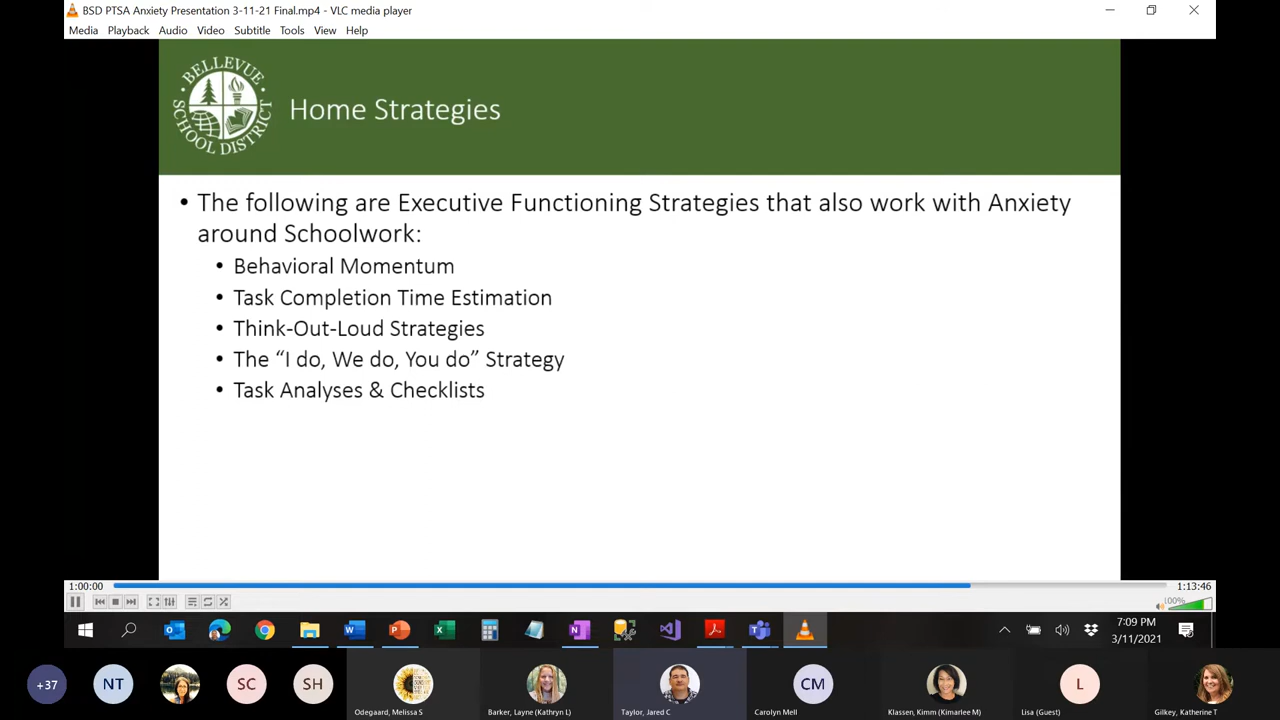 BSD PTSA Anxiety Presentation 3-11-21 Final.mp4 - VLC media player
Media Playback Audio Video Subtitle Tools View Help
BELLEVUE
SCHOOL DISTRICT
Home Strategies
• The following are Executive Functioning Strategies that also work with Anxiety
around Schoolwork:
• Behavioral Momentum
• Task Completion Time Estimation
• Think-Out-Loud Strategies
• The “I do, We do, You do” Strategy
• Task Analyses & Checklists
1:00:00
1:13:46
100%
7:09 PM
3/11/2021
+37
NT
SC
SH
CM
L
Odegaard, Melissa S
Barker, Layne (Kathryn L)
Taylor, Jared C
Carolyn Mell
Klassen, Kimm (Kimarlee M)
Lisa (Guest)
Gilkey, Katherine T